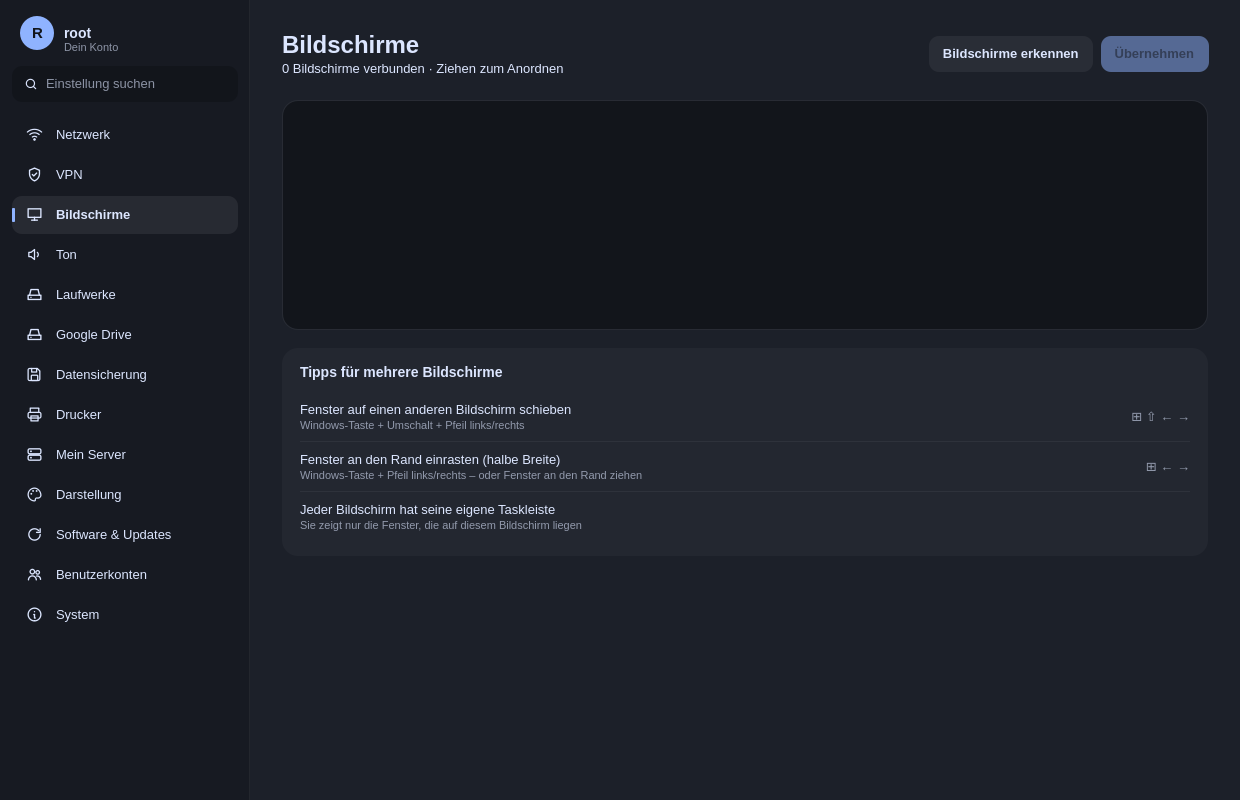 R
root
Dein Konto
Einstellung suchen
Netzwerk
VPN
Bildschirme
Ton
Laufwerke
Google Drive
Datensicherung
Drucker
Mein Server
Darstellung
Software & Updates
Benutzerkonten
System
Bildschirme
0 Bildschirme verbunden · Ziehen zum Anordnen
Bildschirme erkennen
Übernehmen
Tipps für mehrere Bildschirme
Fenster auf einen anderen Bildschirm schieben
Windows-Taste + Umschalt + Pfeil links/rechts
⊞ ⇧ ← →
Fenster an den Rand einrasten (halbe Breite)
Windows-Taste + Pfeil links/rechts – oder Fenster an den Rand ziehen
⊞ ← →
Jeder Bildschirm hat seine eigene Taskleiste
Sie zeigt nur die Fenster, die auf diesem Bildschirm liegen